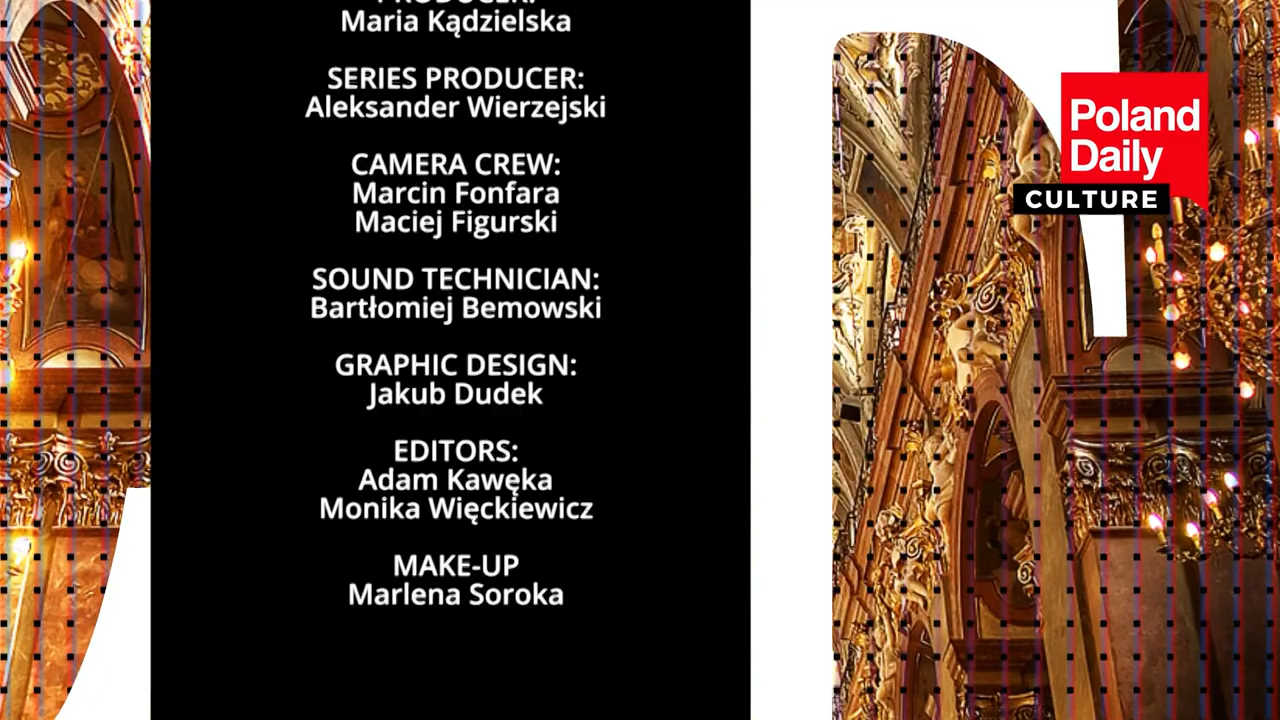 PRODUCER:
Maria Kądzielska
SERIES PRODUCER:
Aleksander Wierzejski
CAMERA CREW:
Marcin Fonfara
Maciej Figurski
SOUND TECHNICIAN:
Bartłomiej Bemowski
GRAPHIC DESIGN:
Jakub Dudek
EDITORS:
Adam Kawęka
Monika Więckiewicz
MAKE-UP
Marlena Soroka
Poland
Daily
CULTURE